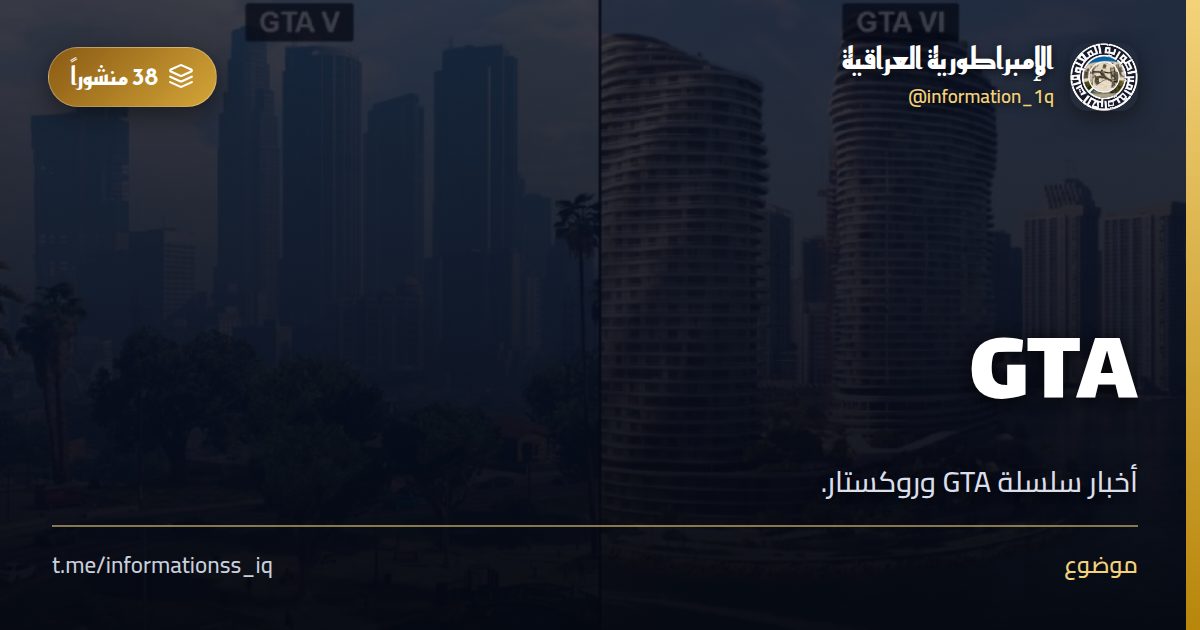 GTA V
GTA VI
الإمبراطورية العراقية
@information_1q
38 منشوراً
GTA
أخبار سلسلة GTA وروكستار.
موضوع
t.me/informationss_iq